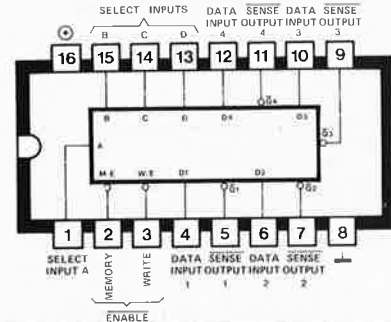 SELECT INPUTS
DATA INPUT 4
SENSE OUTPUT 4
DATA INPUT 3
SENSE OUTPUT 3
B C D
16 15 14 13 12 11 10 9
B C D D4 Q4 D3
A
Q3
M.E W.E D1 Q1 D2 Q2
1 2 3 4 5 6 7 8
SELECT INPUT A
MEMORY
WRITE
ENABLE
DATA INPUT 1
SENSE OUTPUT 1
DATA INPUT 2
SENSE OUTPUT 2